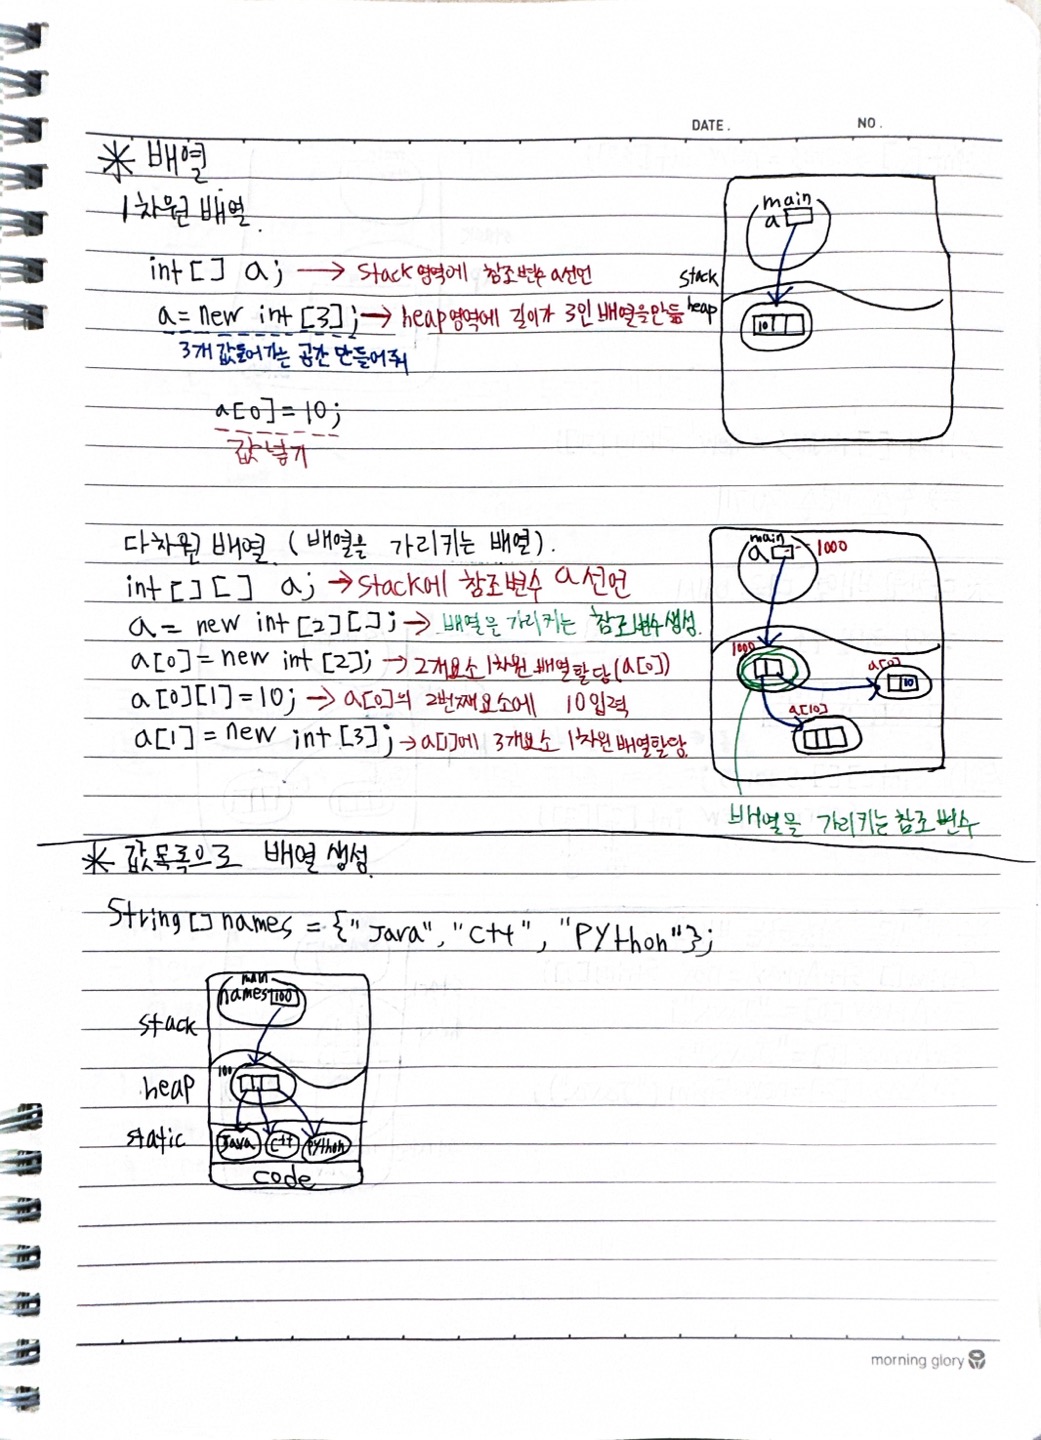 DATE. NO.
* 배열
1차원 배열.
int[] a; → Stack영역에 참조변수 a선언
a = new int[3]; → heap영역에 길이가 3인 배열을만듦
3개 값들어가는 공간 만들어줘
a[0] = 10;
값 넣기
main
a
stack
heap
10
다차원 배열 (배열을 가리키는 배열).
int[][] a; → Stack에 참조변수 a 선언
a = new int[2][]; → 배열을 가리키는 참조변수생성.
a[0] = new int[2]; → 2개요소 1차원 배열할당(a[0])
a[0][1] = 10; → a[0]의 2번째요소에 10입력
a[1] = new int[3]; → a[1]에 3개요소 1차원배열할당
main
a 1000
1000
a[0]
10
a[10]
배열을 가리키는 참조 변수
* 값목록으로 배열 생성.
String[] names = {"Java", "C++", "PYthon"};
main
names 100
stack
100
heap
static
Java C++ PYthon
code
morning glory